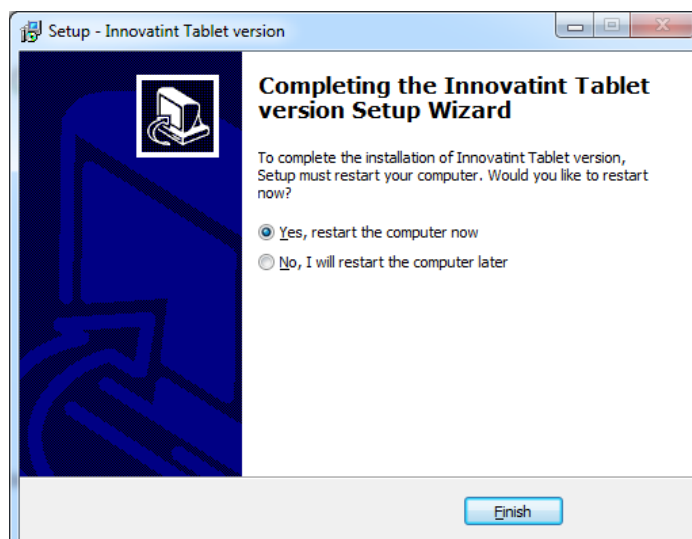 Setup - Innovatint Tablet version
Completing the Innovatint Tablet
version Setup Wizard
To complete the installation of Innovatint Tablet version,
Setup must restart your computer. Would you like to restart
now?
Yes, restart the computer now
No, I will restart the computer later
Finish